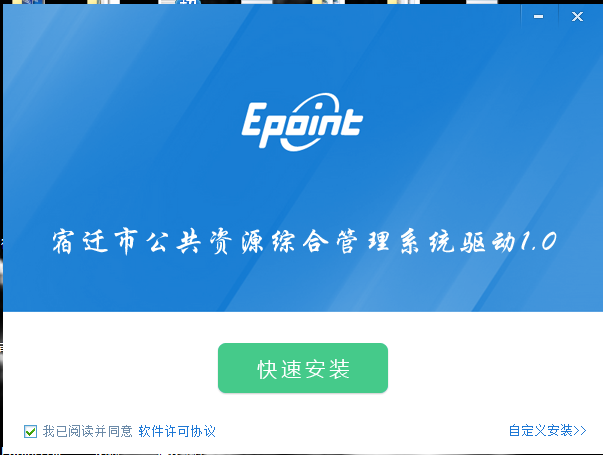 Epoint
宿迁市公共资源综合管理系统驱动1.0
快速安装
我已阅读并同意 软件许可协议
自定义安装>>